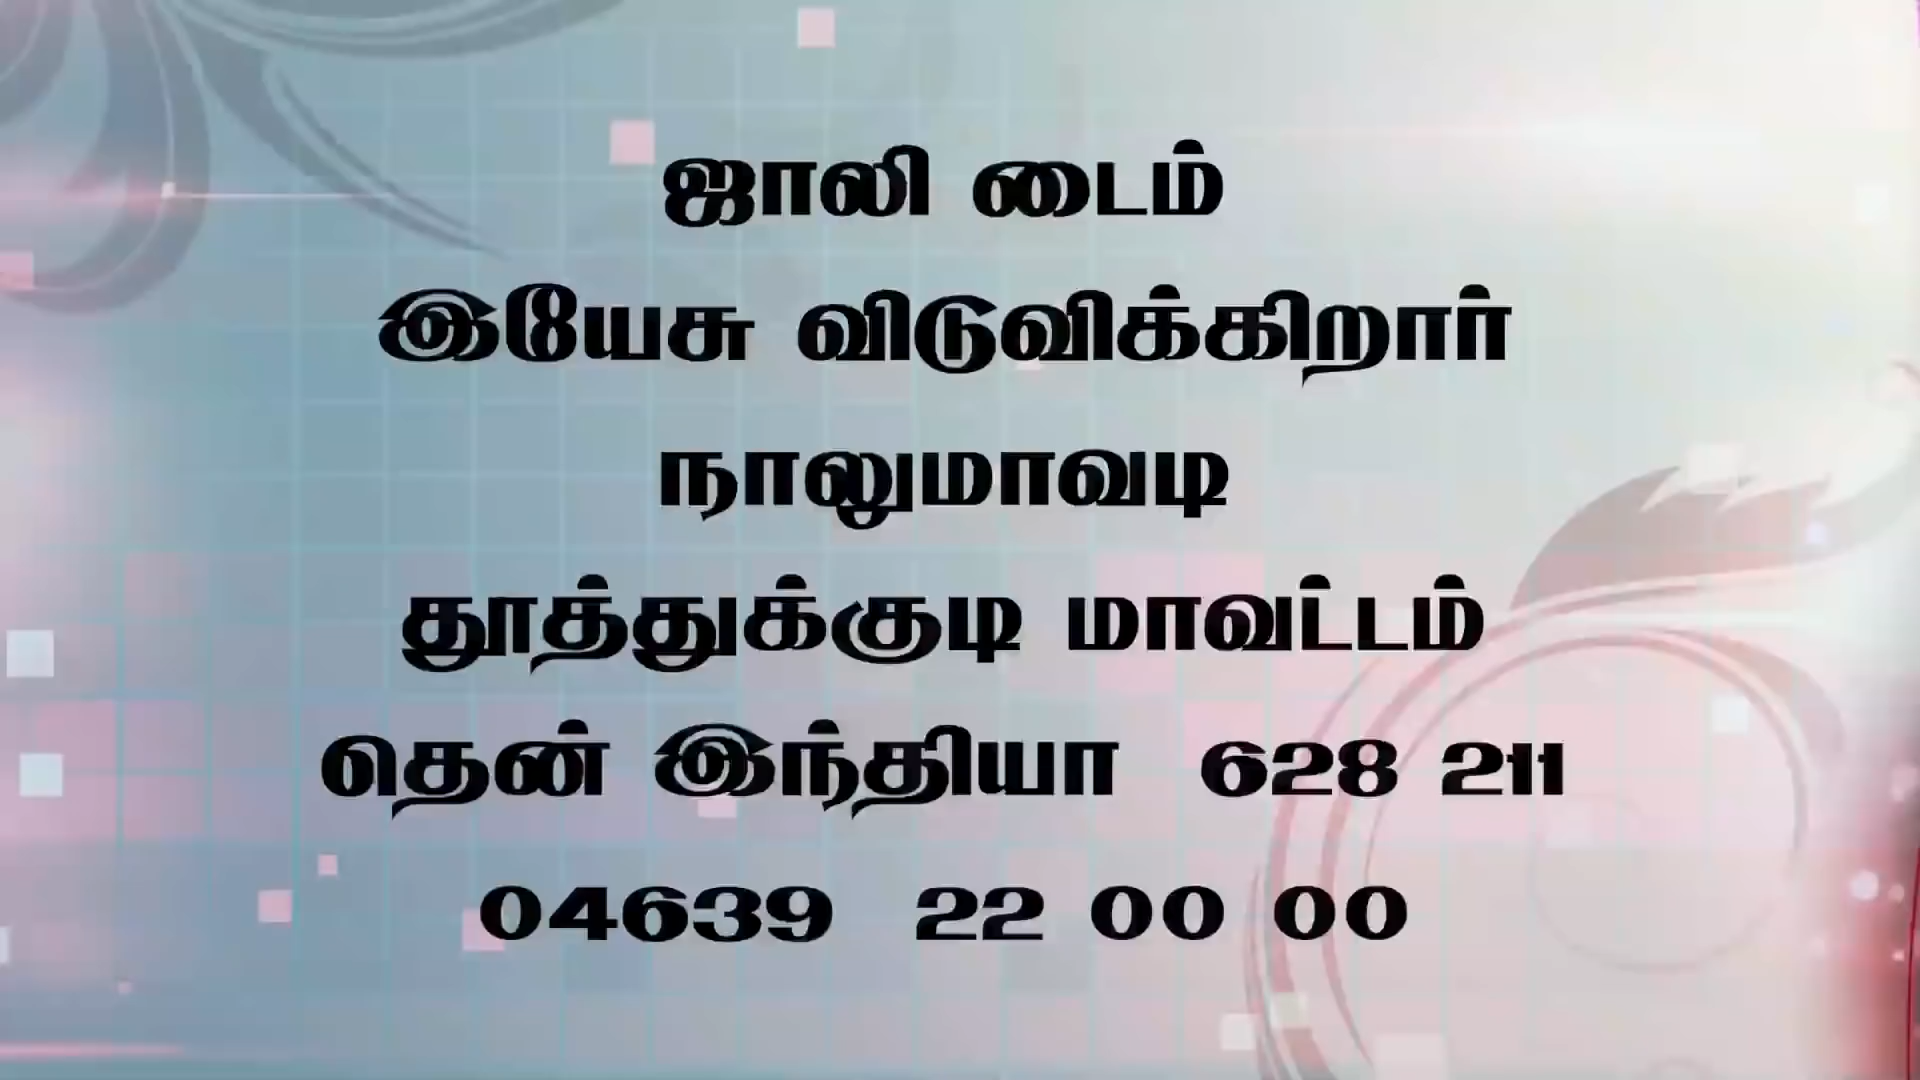 ஜாலி டைம்
இயேசு விடுவிக்கிறார்
நாலுமாவடி
தூத்துக்குடி மாவட்டம்
தென் இந்தியா 628 211
04639 22 00 00